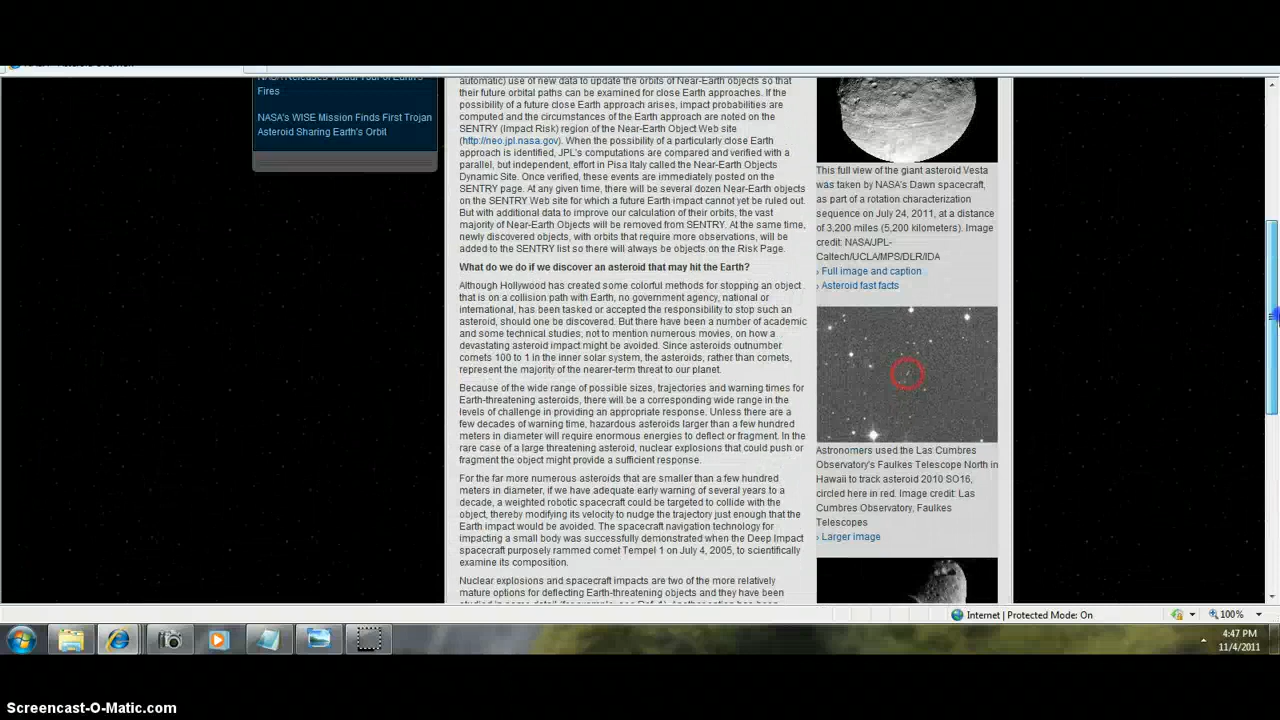 Fires
NASA's WISE Mission Finds First Trojan
Asteroid Sharing Earth's Orbit
automatic) use of new data to update the orbits of Near-Earth objects so that
their future orbital paths can be examined for close Earth approaches. If the
possibility of a future close Earth approach arises, impact probabilities are
computed and the circumstances of the Earth approach are noted on the
SENTRY (Impact Risk) region of the Near-Earth Object Web site
(http://neo.jpl.nasa.gov). When the possibility of a particularly close Earth
approach is identified, JPL's computations are compared and verified with a
parallel, but independent, effort in Pisa Italy called the Near-Earth Objects
Dynamic Site. Once verified, these events are immediately posted on the
SENTRY page. At any given time, there will be several dozen Near-Earth objects
on the SENTRY Web site for which a future Earth impact cannot yet be ruled out.
But with additional data to improve our calculation of their orbits, the vast
majority of Near-Earth Objects will be removed from SENTRY. At the same time,
newly discovered objects, with orbits that require more observations, will be
added to the SENTRY list so there will always be objects on the Risk Page.
What do we do if we discover an asteroid that may hit the Earth?
Although Hollywood has created some colorful methods for stopping an object
that is on a collision path with Earth, no government agency, national or
international, has been tasked or accepted the responsibility to stop such an
asteroid, should one be discovered. But there have been a number of academic
and some technical studies, not to mention numerous movies, on how a
devastating asteroid impact might be avoided. Since asteroids outnumber
comets 100 to 1 in the inner solar system, the asteroids, rather than comets,
represent the majority of the nearer-term threat to our planet.
Because of the wide range of possible sizes, trajectories and warning times for
Earth-threatening asteroids, there will be a corresponding wide range in the
levels of challenge in providing an appropriate response. Unless there are a
few decades of warning time, hazardous asteroids larger than a few hundred
meters in diameter will require enormous energies to deflect or fragment. In the
rare case of a large threatening asteroid, nuclear explosions that could push or
fragment the object might provide a sufficient response.
For the far more numerous asteroids that are smaller than a few hundred
meters in diameter, if we have adequate early warning of several years to a
decade, a weighted robotic spacecraft could be targeted to collide with the
object, thereby modifying its velocity to nudge the trajectory just enough that the
Earth impact would be avoided. The spacecraft navigation technology for
impacting a small body was successfully demonstrated when the Deep Impact
spacecraft purposely rammed comet Tempel 1 on July 4, 2005, to scientifically
examine its composition.
Nuclear explosions and spacecraft impacts are two of the more relatively
mature options for deflecting Earth-threatening objects and they have been
This full view of the giant asteroid Vesta
was taken by NASA's Dawn spacecraft,
as part of a rotation characterization
sequence on July 24, 2011, at a distance
of 3,200 miles (5,200 kilometers). Image
credit: NASA/JPL-
Caltech/UCLA/MPS/DLR/IDA
› Full image and caption
› Asteroid fast facts
Astronomers used the Las Cumbres
Observatory's Faulkes Telescope North in
Hawaii to track asteroid 2010 SO16,
circled here in red. Image credit: Las
Cumbres Observatory, Faulkes
Telescopes
› Larger image
Internet | Protected Mode: On
100%
4:47 PM
11/4/2011
Screencast-O-Matic.com